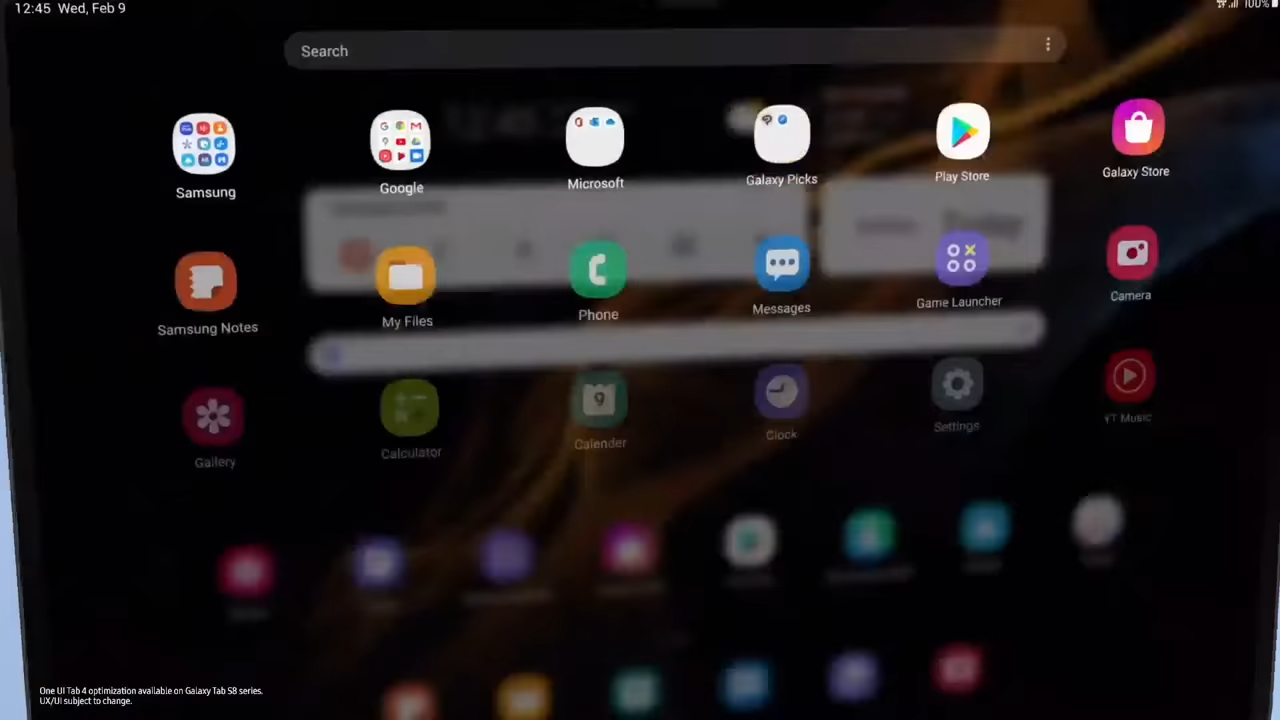 12:45 Wed, Feb 9
100%
Search
Samsung
Google
Microsoft
Galaxy Picks
Play Store
Galaxy Store
Samsung Notes
My Files
Phone
Messages
Game Launcher
Camera
9
Gallery
Calculator
Calender
Clock
Settings
YT Music
One UI Tab 4 optimization available on Galaxy Tab S8 series.
UX/UI subject to change.